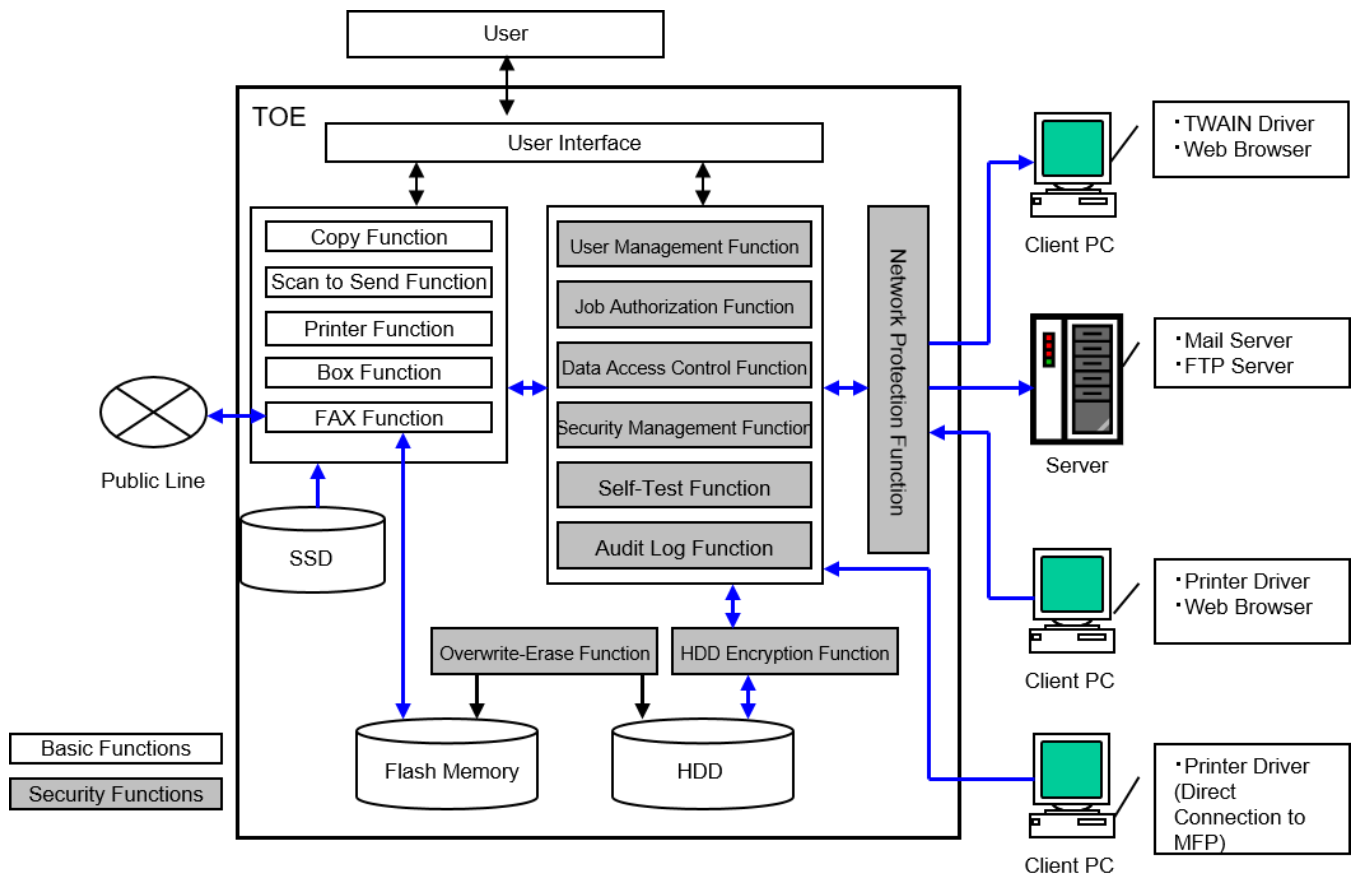 User
TOE
User Interface
Copy Function
Scan to Send Function
Printer Function
Box Function
FAX Function
User Management Function
Job Authorization Function
Data Access Control Function
Security Management Function
Self-Test Function
Audit Log Function
Network Protection Function
Public Line
SSD
Overwrite-Erase Function
HDD Encryption Function
Flash Memory
HDD
Basic Functions
Security Functions
・TWAIN Driver
・Web Browser
Client PC
・Mail Server
・FTP Server
Server
・Printer Driver
・Web Browser
Client PC
・Printer Driver
(Direct
Connection to
MFP)
Client PC